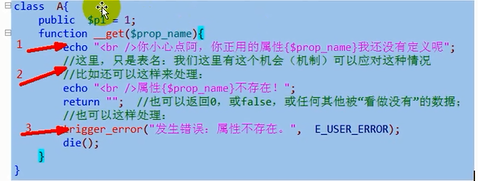 class A{
public $p1 = 1;
function __get($prop_name){
1 echo "<br />你小心点阿，你正用的属性{$prop_name}我还没有定义呢";
//这里，只是表名：我们这里有这个机会（机制）可以应对这种情况
2 //比如还可以这样来处理：
echo "<br />属性{$prop_name}不存在！";
return ""; //也可以返回0，或false，或任何其他被“看做没有”的数据；
//也可以这样处理：
3 trigger_error("发生错误：属性不存在。", E_USER_ERROR);
die();
}
}